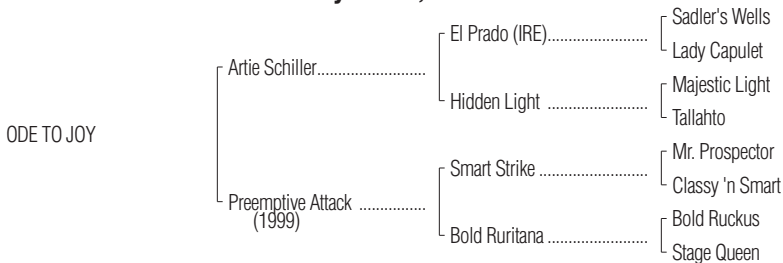 Sadler's Wells
El Prado (IRE)..........................
Lady Capulet
Artie Schiller............................
Majestic Light
Hidden Light ..........................
Tallahto
ODE TO JOY
Mr. Prospector
Smart Strike ...........................
Classy 'n Smart
Preemptive Attack .................
(1999)
Bold Ruckus
Bold Ruritana ..........................
Stage Queen